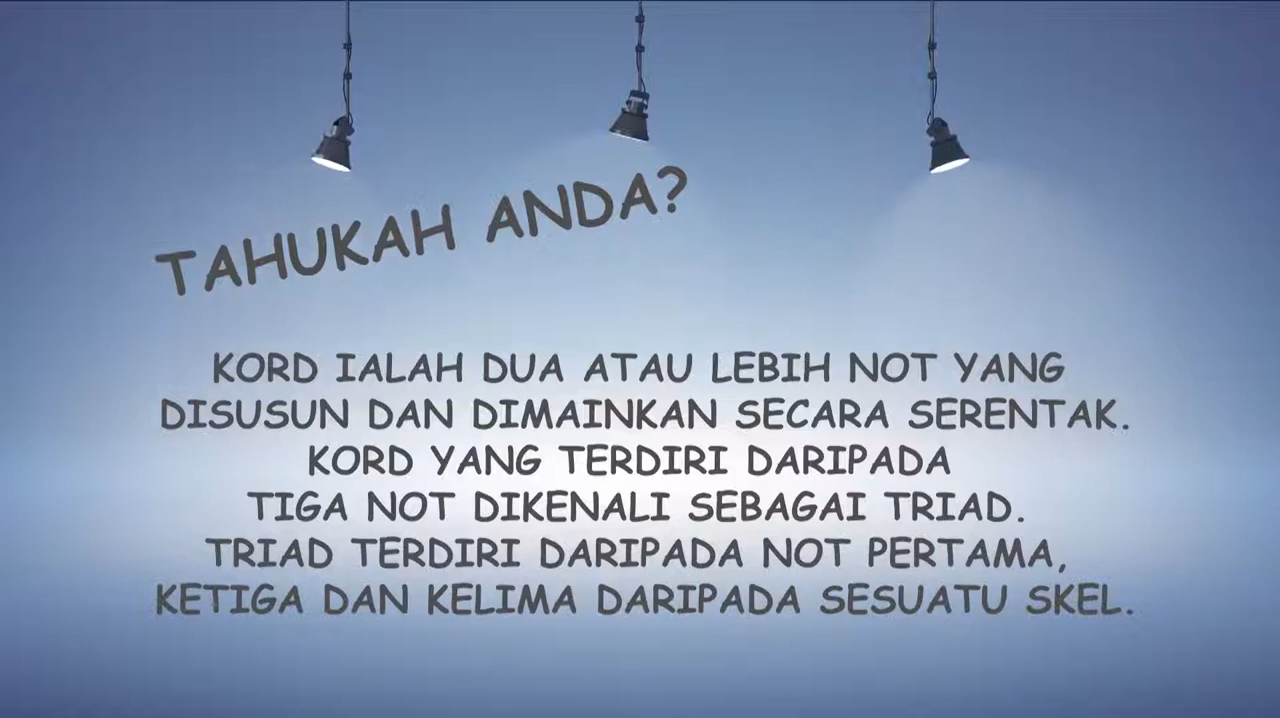 TAHUKAH ANDA?
KORD IALAH DUA ATAU LEBIH NOT YANG
DISUSUN DAN DIMAINKAN SECARA SERENTAK.
KORD YANG TERDIRI DARIPADA
TIGA NOT DIKENALI SEBAGAI TRIAD.
TRIAD TERDIRI DARIPADA NOT PERTAMA,
KETIGA DAN KELIMA DARIPADA SESUATU SKEL.